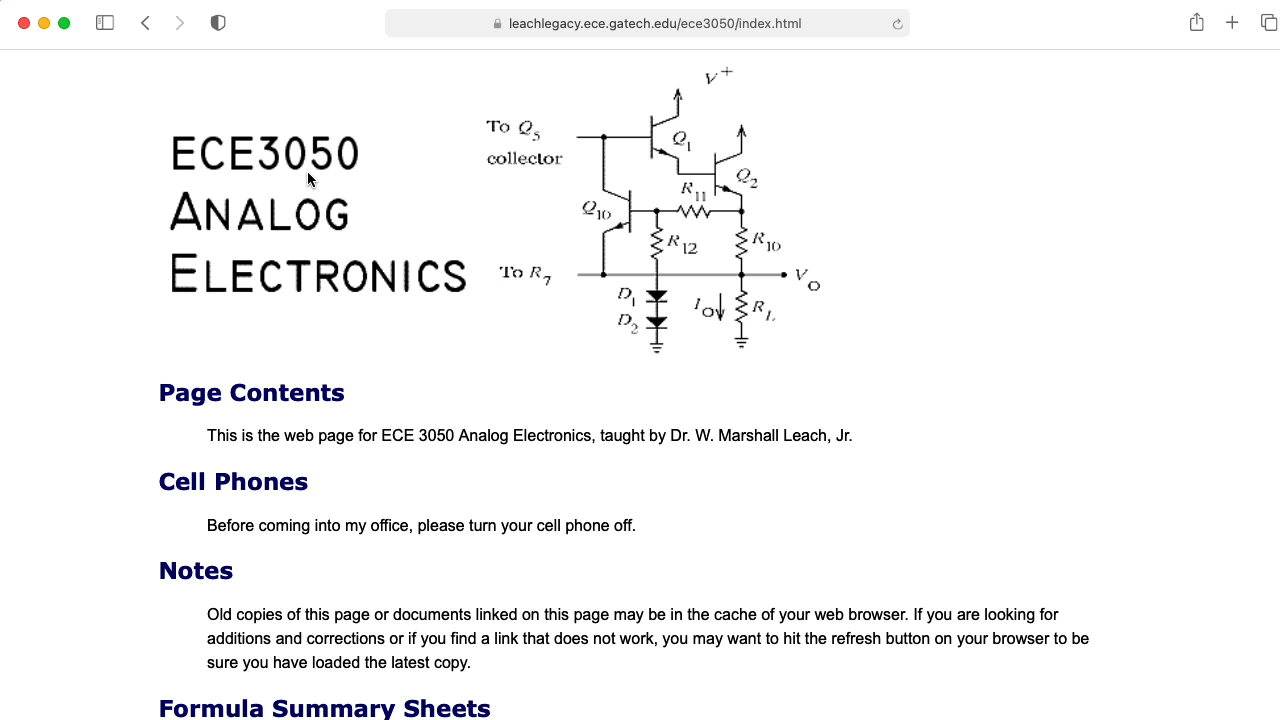 leachlegacy.ece.gatech.edu/ece3050/index.html
ECE3050
ANALOG
ELECTRONICS
V+
To Q5
collector
Q1
Q2
R11
Q10
R12
R10
To R7
VO
D1
IO
RL
D2
Page Contents
This is the web page for ECE 3050 Analog Electronics, taught by Dr. W. Marshall Leach, Jr.
Cell Phones
Before coming into my office, please turn your cell phone off.
Notes
Old copies of this page or documents linked on this page may be in the cache of your web browser. If you are looking for
additions and corrections or if you find a link that does not work, you may want to hit the refresh button on your browser to be
sure you have loaded the latest copy.
Formula Summary Sheets